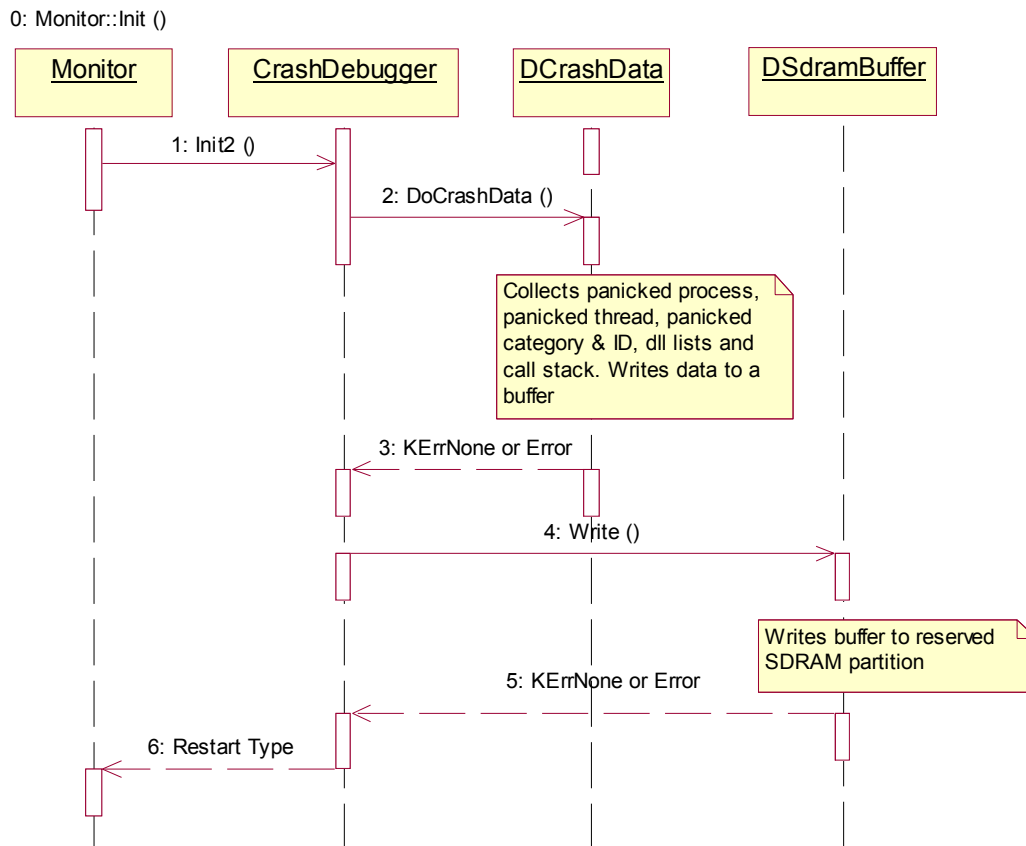 0: Monitor::Init ()
Monitor
CrashDebugger
DCrashData
DSdramBuffer
1: Init2 ()
2: DoCrashData ()
Collects panicked process,
panicked thread, panicked
category & ID, dll lists and
call stack. Writes data to a
buffer
3: KErrNone or Error
4: Write ()
Writes buffer to reserved
SDRAM partition
5: KErrNone or Error
6: Restart Type